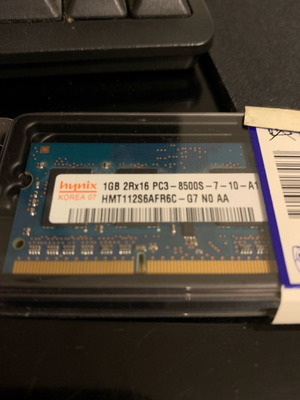 hynix
KOREA 07
1GB 2Rx16 PC3-8500S-7-10-A1
HMT112S6AFR6C-G7 N0 AA